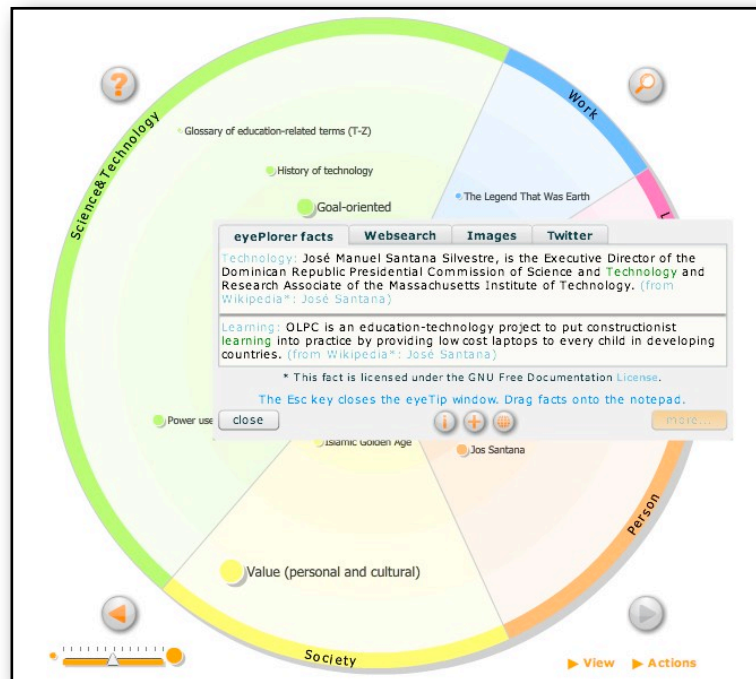 ?
Science&Technology
Work
L
Glossary of education-related terms (T-Z)
History of technology
The Legend That Was Earth
Goal-oriented
eyePlorer facts Websearch Images Twitter
Technology: José Manuel Santana Silvestre, is the Executive Director of the
Dominican Republic Presidential Commission of Science and Technology and
Research Associate of the Massachusetts Institute of Technology. (from
Wikipedia*: José Santana)
Learning: OLPC is an education-technology project to put constructionist
learning into practice by providing low cost laptops to every child in developing
countries. (from Wikipedia*: José Santana)
* This fact is licensed under the GNU Free Documentation License.
The Esc key closes the eyeTip window. Drag facts onto the notepad.
close i + more...
Power use
Islamic Golden Age
Jos Santana
Person
Value (personal and cultural)
Society
View Actions